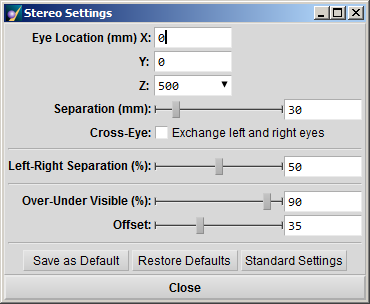 Stereo Settings
Eye Location (mm) X: 0
Y: 0
Z: 500
Separation (mm): 30
Cross-Eye: Exchange left and right eyes
Left-Right Separation (%): 50
Over-Under Visible (%): 90
Offset: 35
Save as Default Restore Defaults Standard Settings
Close